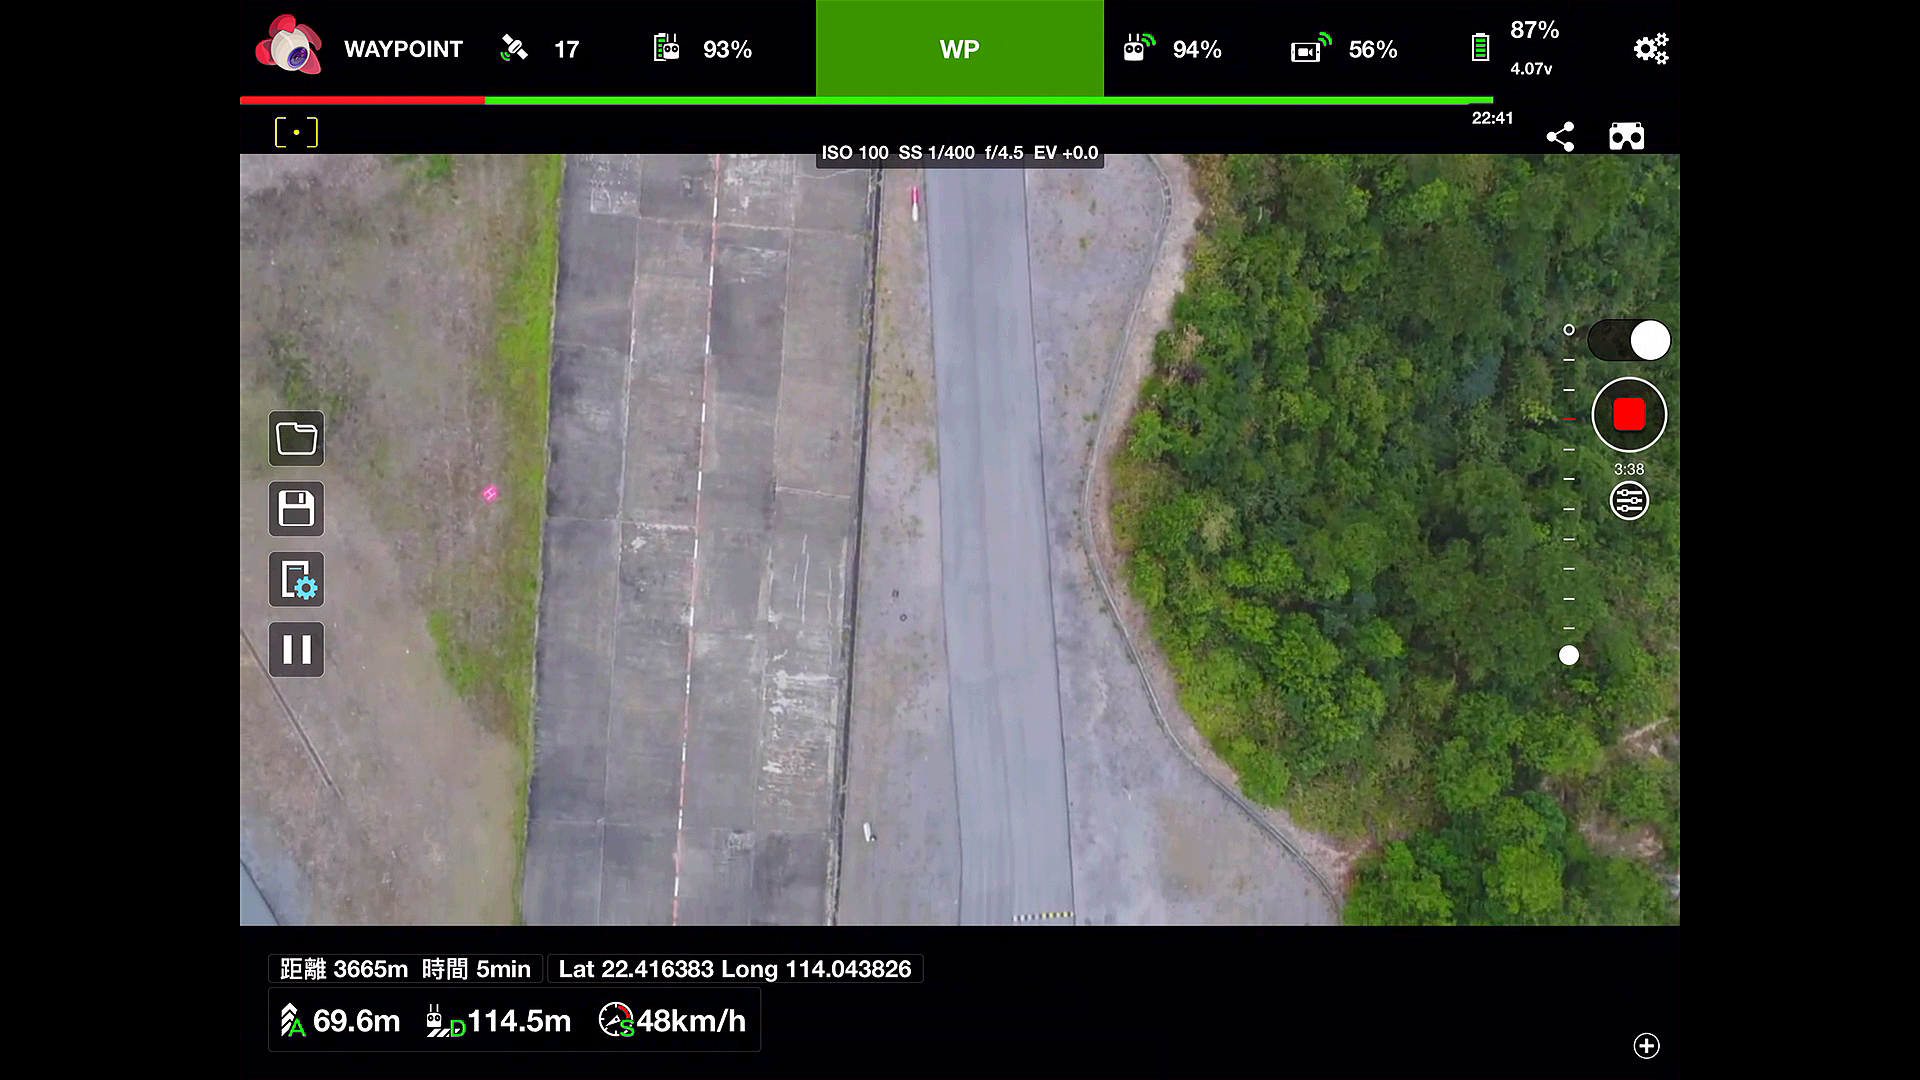 WAYPOINT 17 93% WP 94% 56% 87%
4.07v
22:41
ISO 100 SS 1/400 f/4.5 EV +0.0
3:38
距離 3665m 時間 5min Lat 22.416383 Long 114.043826
A 69.6m D 114.5m S 48km/h